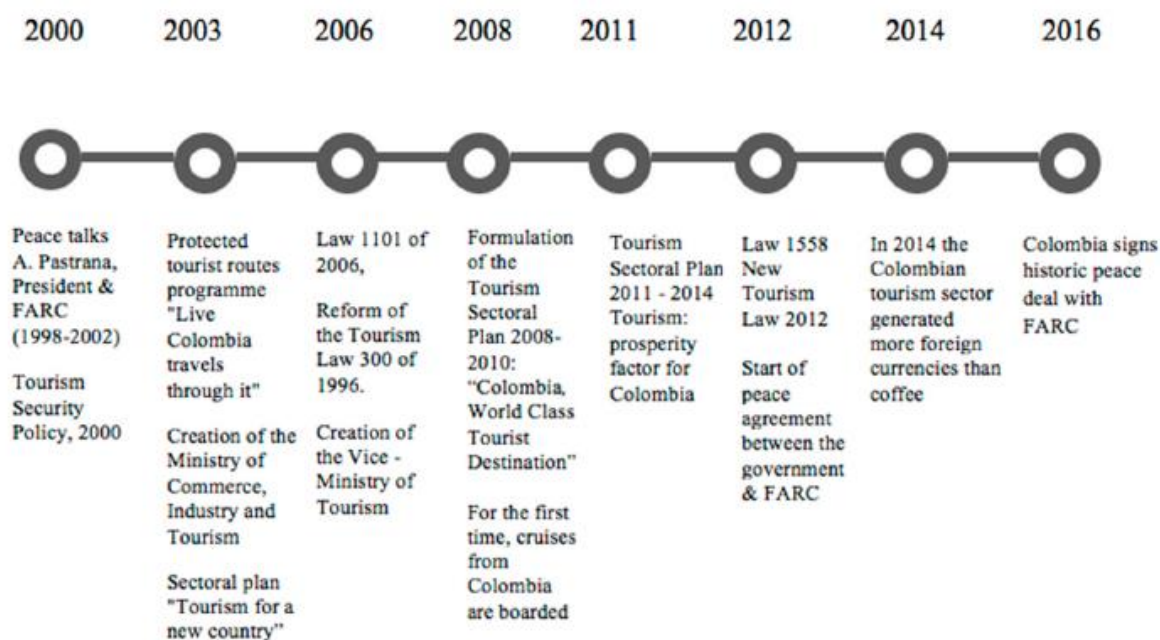 2000
2003
2006
2008
2011
2012
2014
2016
Peace talks
A. Pastrana,
President &
FARC
(1998-2002)
Tourism
Security
Policy, 2000
Protected
tourist routes
programme
"Live
Colombia
travels
through it"
Creation of the
Ministry of
Commerce,
Industry and
Tourism
Sectoral plan
"Tourism for a
new country”
Law 1101 of
2006,
Reform of
the Tourism
Law 300 of
1996.
Creation of
the Vice -
Ministry of
Tourism
Formulation
of the
Tourism
Sectoral
Plan 2008-
2010:
“Colombia,
World Class
Tourist
Destination”
For the first
time, cruises
from
Colombia
are boarded
Tourism
Sectoral Plan
2011 - 2014
Tourism:
prosperity
factor for
Colombia
Law 1558
New
Tourism
Law 2012
Start of
peace
agreement
between the
government
& FARC
In 2014 the
Colombian
tourism sector
generated
more foreign
currencies than
coffee
Colombia signs
historic peace
deal with
FARC